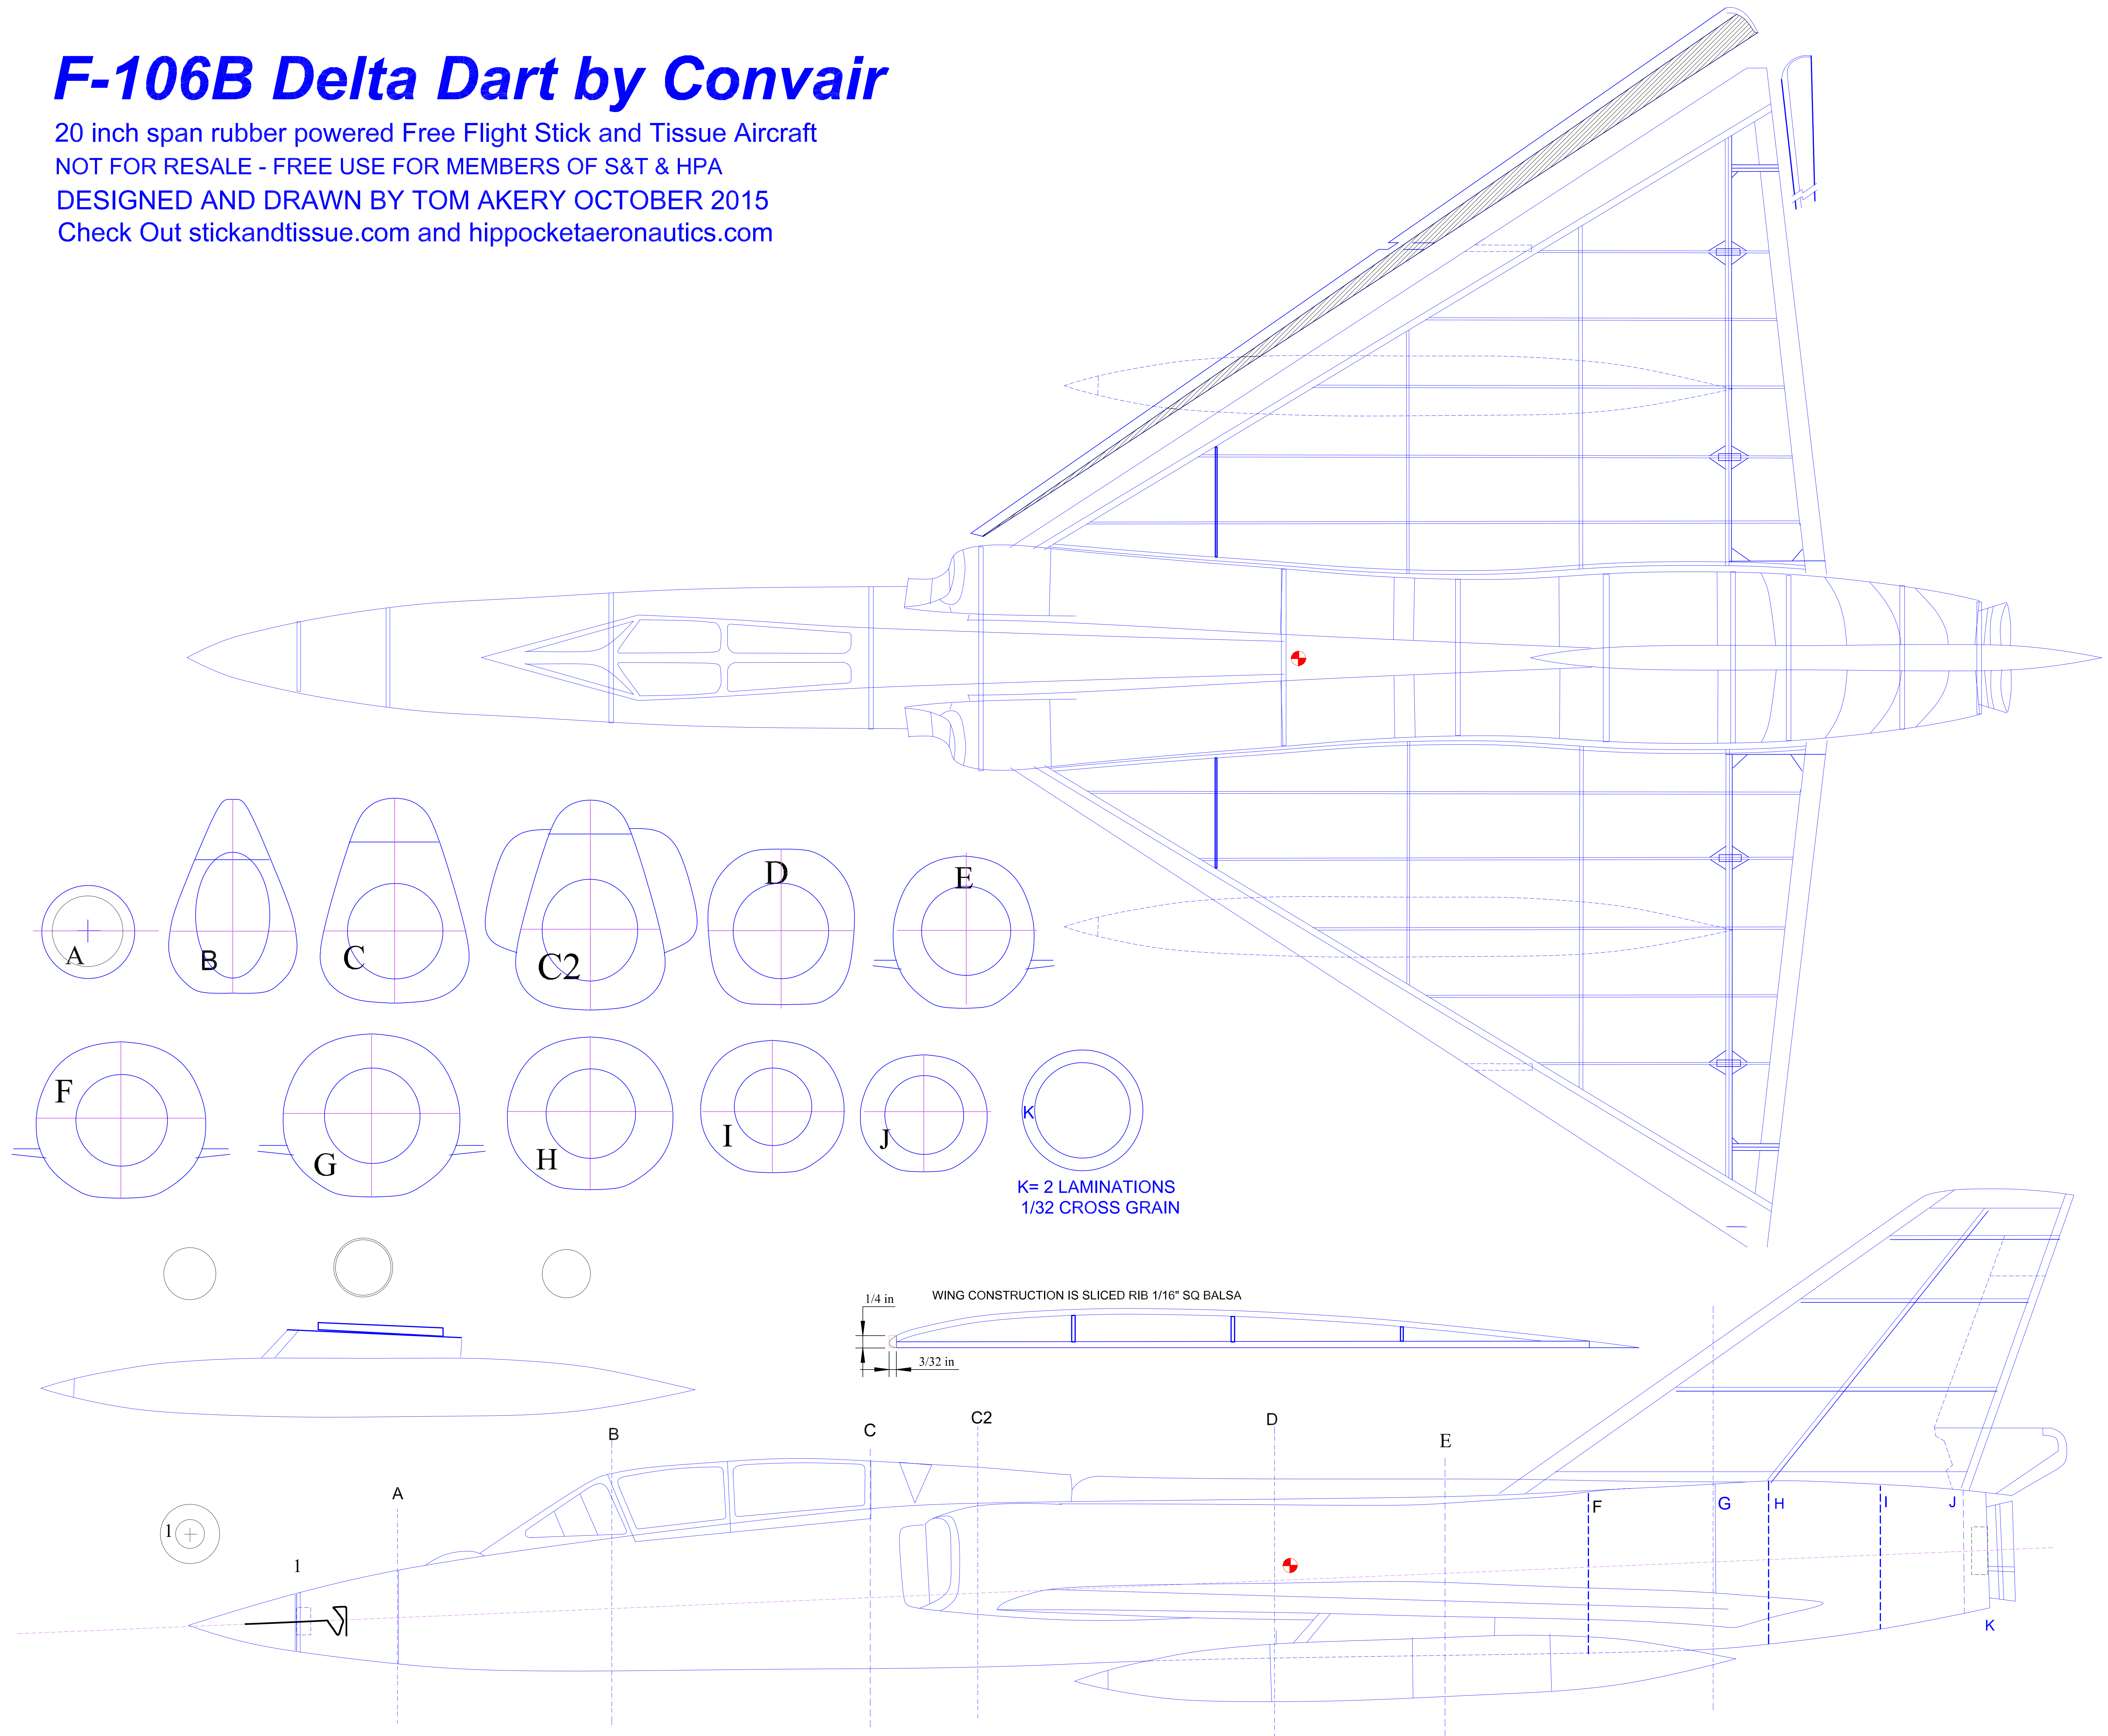 F-106B Delta Dart by Convair
20 inch span rubber powered Free Flight Stick and Tissue Aircraft
NOT FOR RESALE - FREE USE FOR MEMBERS OF S&T & HPA
DESIGNED AND DRAWN BY TOM AKERY OCTOBER 2015
Check Out stickandtissue.com and hippocketaeronautics.com
A
B
C
C2
D
E
F
G
H
I
J
K
K= 2 LAMINATIONS
1/32 CROSS GRAIN
1/4 in
WING CONSTRUCTION IS SLICED RIB 1/16" SQ BALSA
3/32 in
1
1
A
B
C
C2
D
E
F
G
H
I
J
K